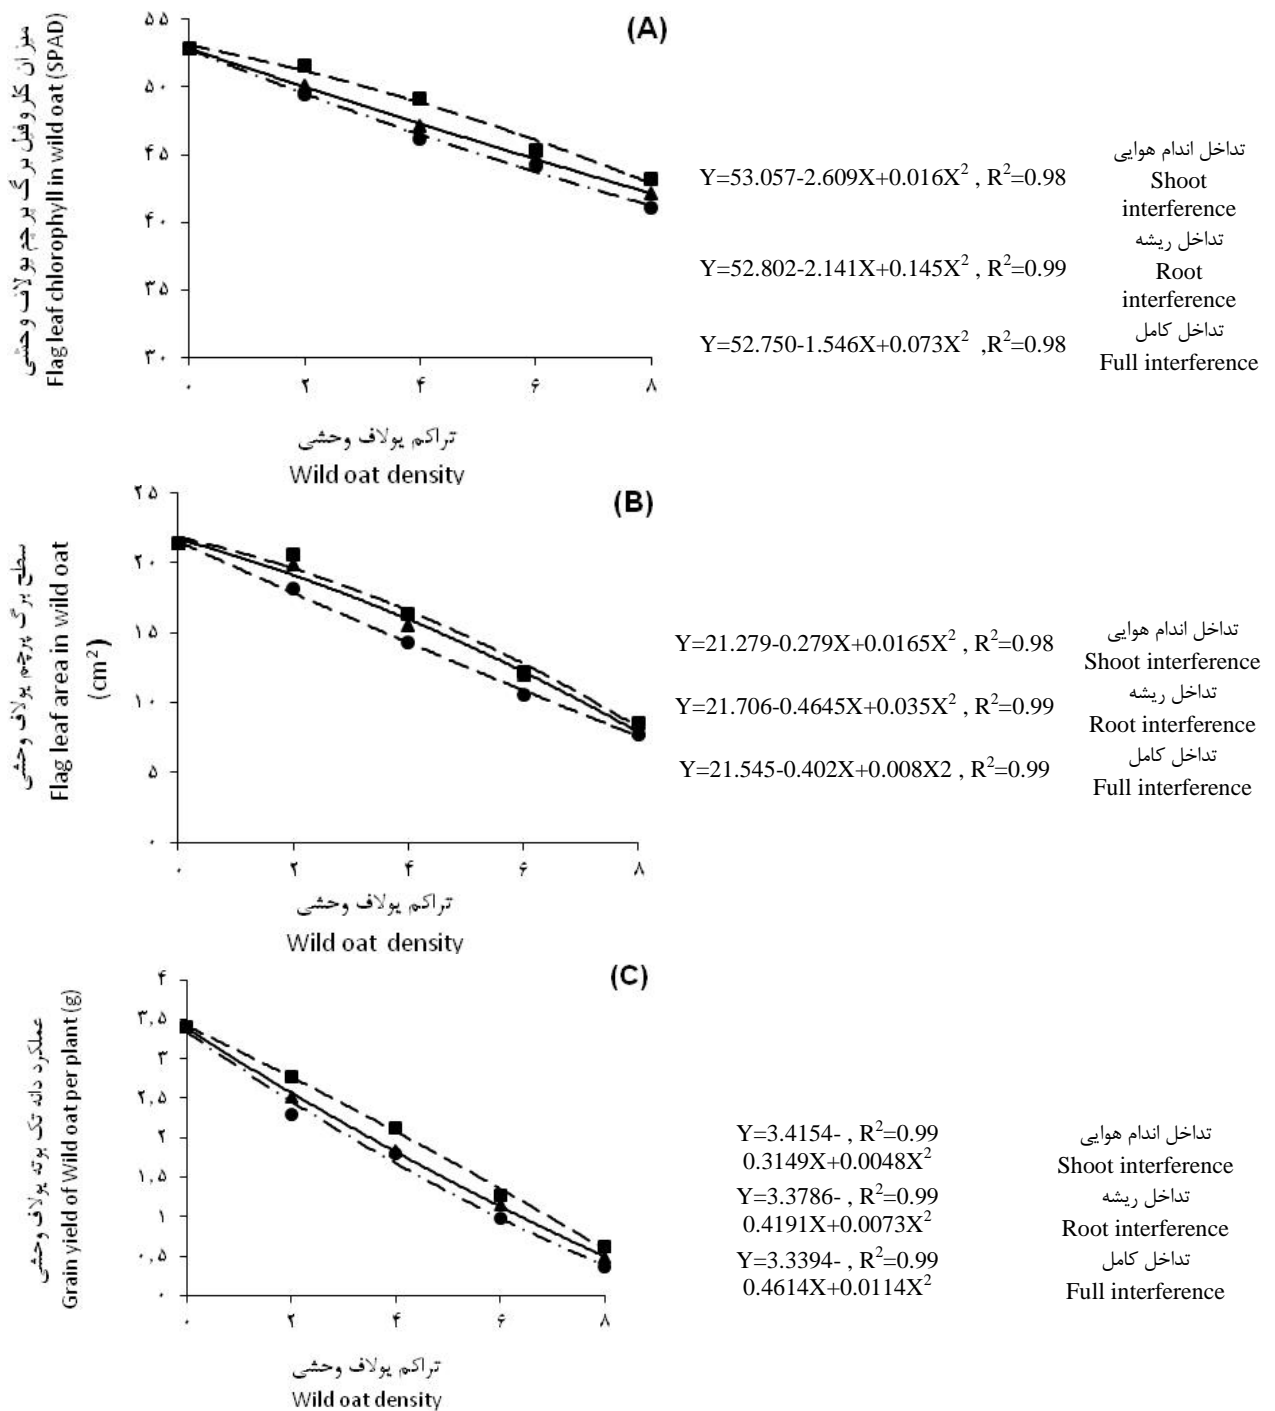 (A)
میزان کلروفیل برگ پرچم یولاف وحشی
Flag leaf chlorophyll in wild oat (SPAD)
۵۵
۵۰
۴۵
۴۰
۳۵
۳۰
۰ ۲ ۴ ۶ ۸
تراکم یولاف وحشی
Wild oat density
Y=53.057-2.609X+0.016X² , R²=0.98
تداخل اندام هوایی
Shoot
interference
Y=52.802-2.141X+0.145X² , R²=0.99
تداخل ریشه
Root
interference
Y=52.750-1.546X+0.073X² ,R²=0.98
تداخل کامل
Full interference
(B)
سطح برگ پرچم یولاف وحشی
Flag leaf area in wild oat
(cm²)
۲۵
۲۰
۱۵
۱۰
۵
۰
۰ ۲ ۴ ۶ ۸
تراکم یولاف وحشی
Wild oat density
Y=21.279-0.279X+0.0165X² , R²=0.98
تداخل اندام هوایی
Shoot interference
Y=21.706-0.4645X+0.035X² , R²=0.99
تداخل ریشه
Root interference
Y=21.545-0.402X+0.008X2 , R²=0.99
تداخل کامل
Full interference
(C)
عملکرد دانه تک بوته یولاف وحشی
Grain yield of Wild oat per plant (g)
۴
۳,۵
۳
۲,۵
۲
۱,۵
۱
۰,۵
۰
۰ ۲ ۴ ۶ ۸
تراکم یولاف وحشی
Wild oat density
Y=3.4154- , R²=0.99
0.3149X+0.0048X²
تداخل اندام هوایی
Shoot interference
Y=3.3786- , R²=0.99
0.4191X+0.0073X²
تداخل ریشه
Root interference
Y=3.3394- , R²=0.99
0.4614X+0.0114X²
تداخل کامل
Full interference